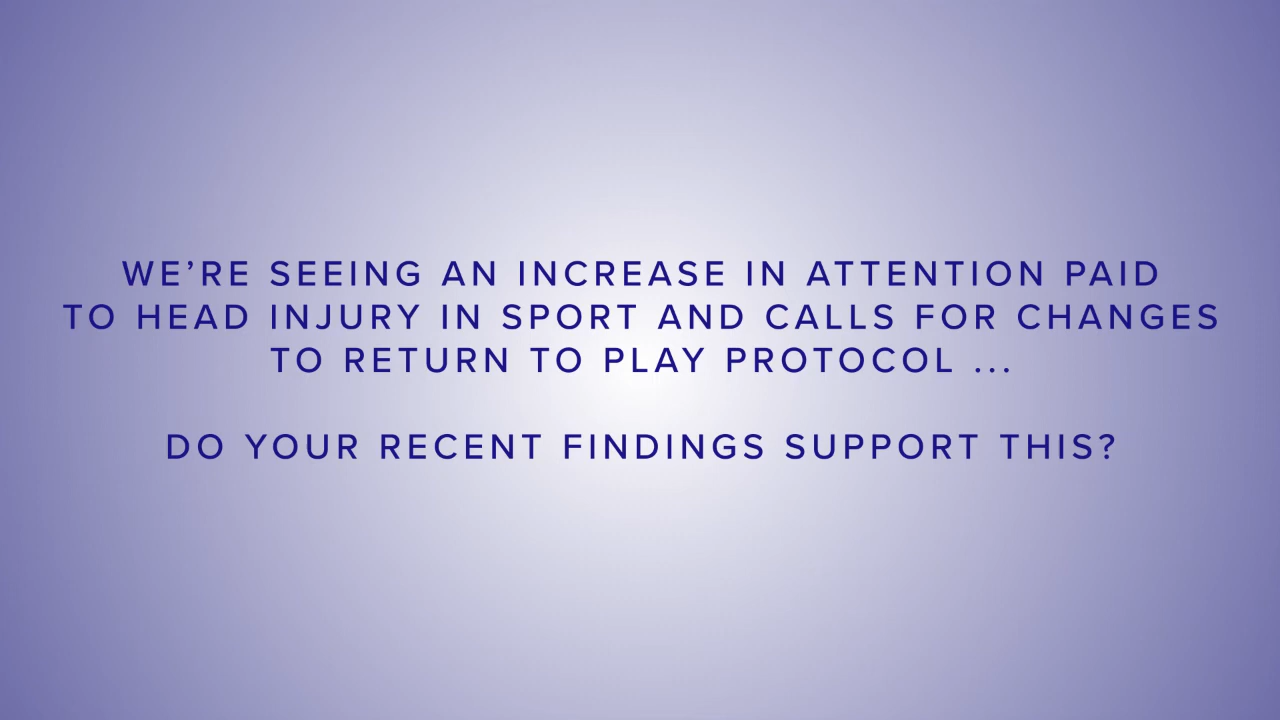 WE’RE SEEING AN INCREASE IN ATTENTION PAID
TO HEAD INJURY IN SPORT AND CALLS FOR CHANGES
TO RETURN TO PLAY PROTOCOL ...
DO YOUR RECENT FINDINGS SUPPORT THIS?